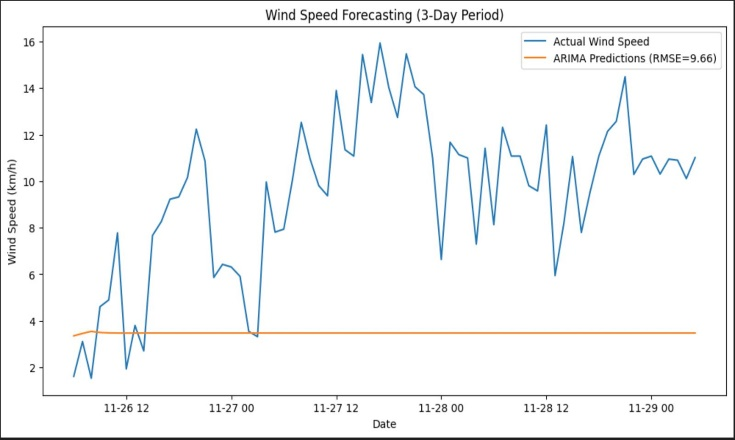 Wind Speed Forecasting (3-Day Period)
Actual Wind Speed
ARIMA Predictions (RMSE=9.66)
Wind Speed (km/h)
16
14
12
10
8
6
4
2
11-26 12
11-27 00
11-27 12
11-28 00
11-28 12
11-29 00
Date